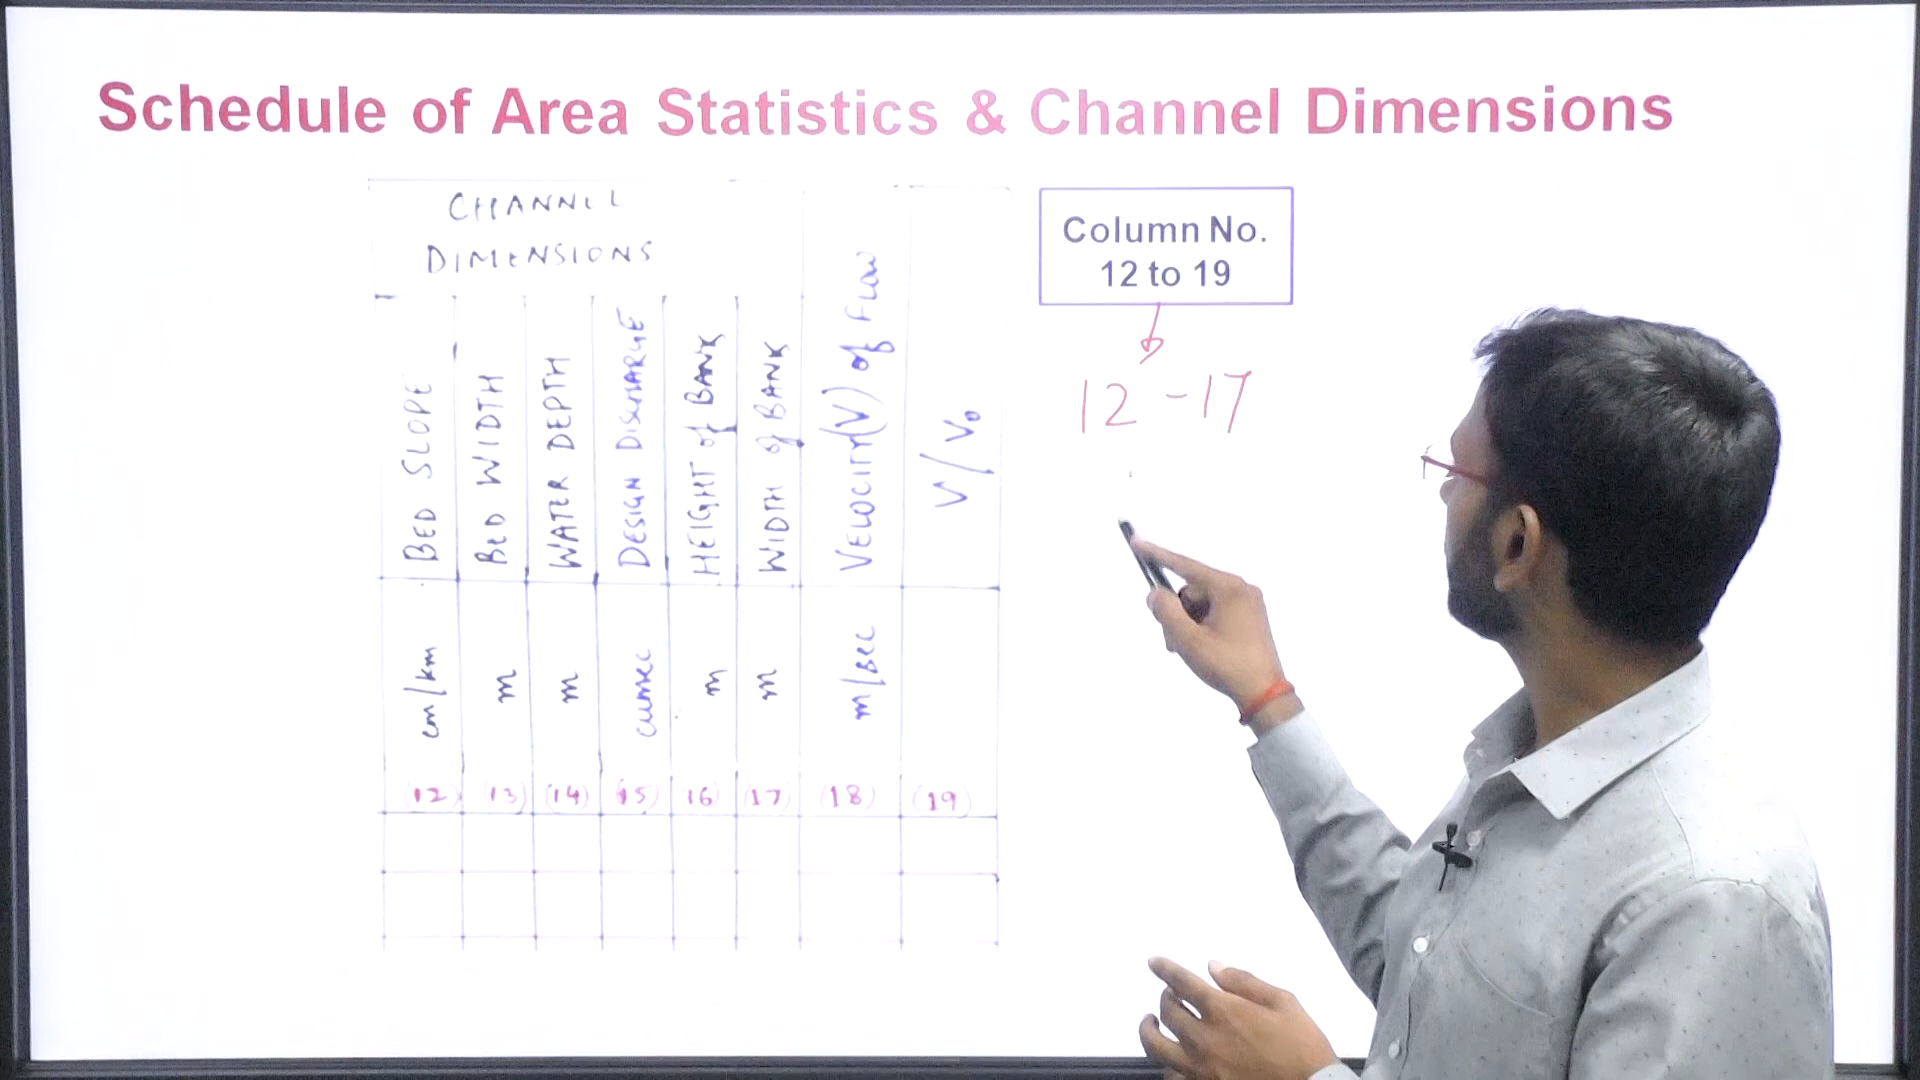 Schedule of Area Statistics & Channel Dimensions
CHANNEL
DIMENSIONS
BED SLOPE
BED WIDTH
WATER DEPTH
DESIGN DISCHARGE
HEIGHT of BANK
WIDTH of BANK
VELOCITY(V) of FLOW
V/V₀
cm/km
m
m
cumec
m
m
m/sec
(12) (13) (14) (15) (16) (17) (18) (19)
Column No.
12 to 19
12 - 17